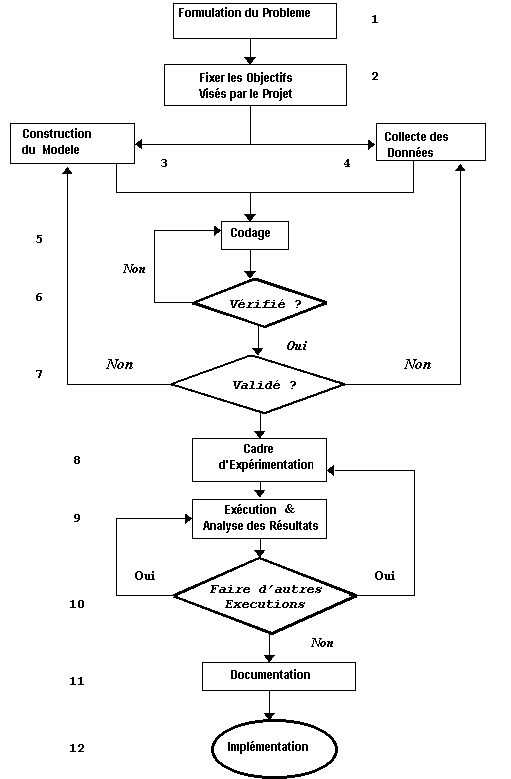 Formulation du Probleme
1
Fixer les Objectifs
Visés par le Projet
2
Construction
du Modele
3
4
Collecte des
Données
5
Codage
Non
6
Vérifié ?
Oui
7
Non
Validé ?
Non
8
Cadre
d'Expérimentation
9
Exécution &
Analyse des Résultats
Oui
Faire d'autres
Executions
Oui
10
Non
11
Documentation
12
Implémentation